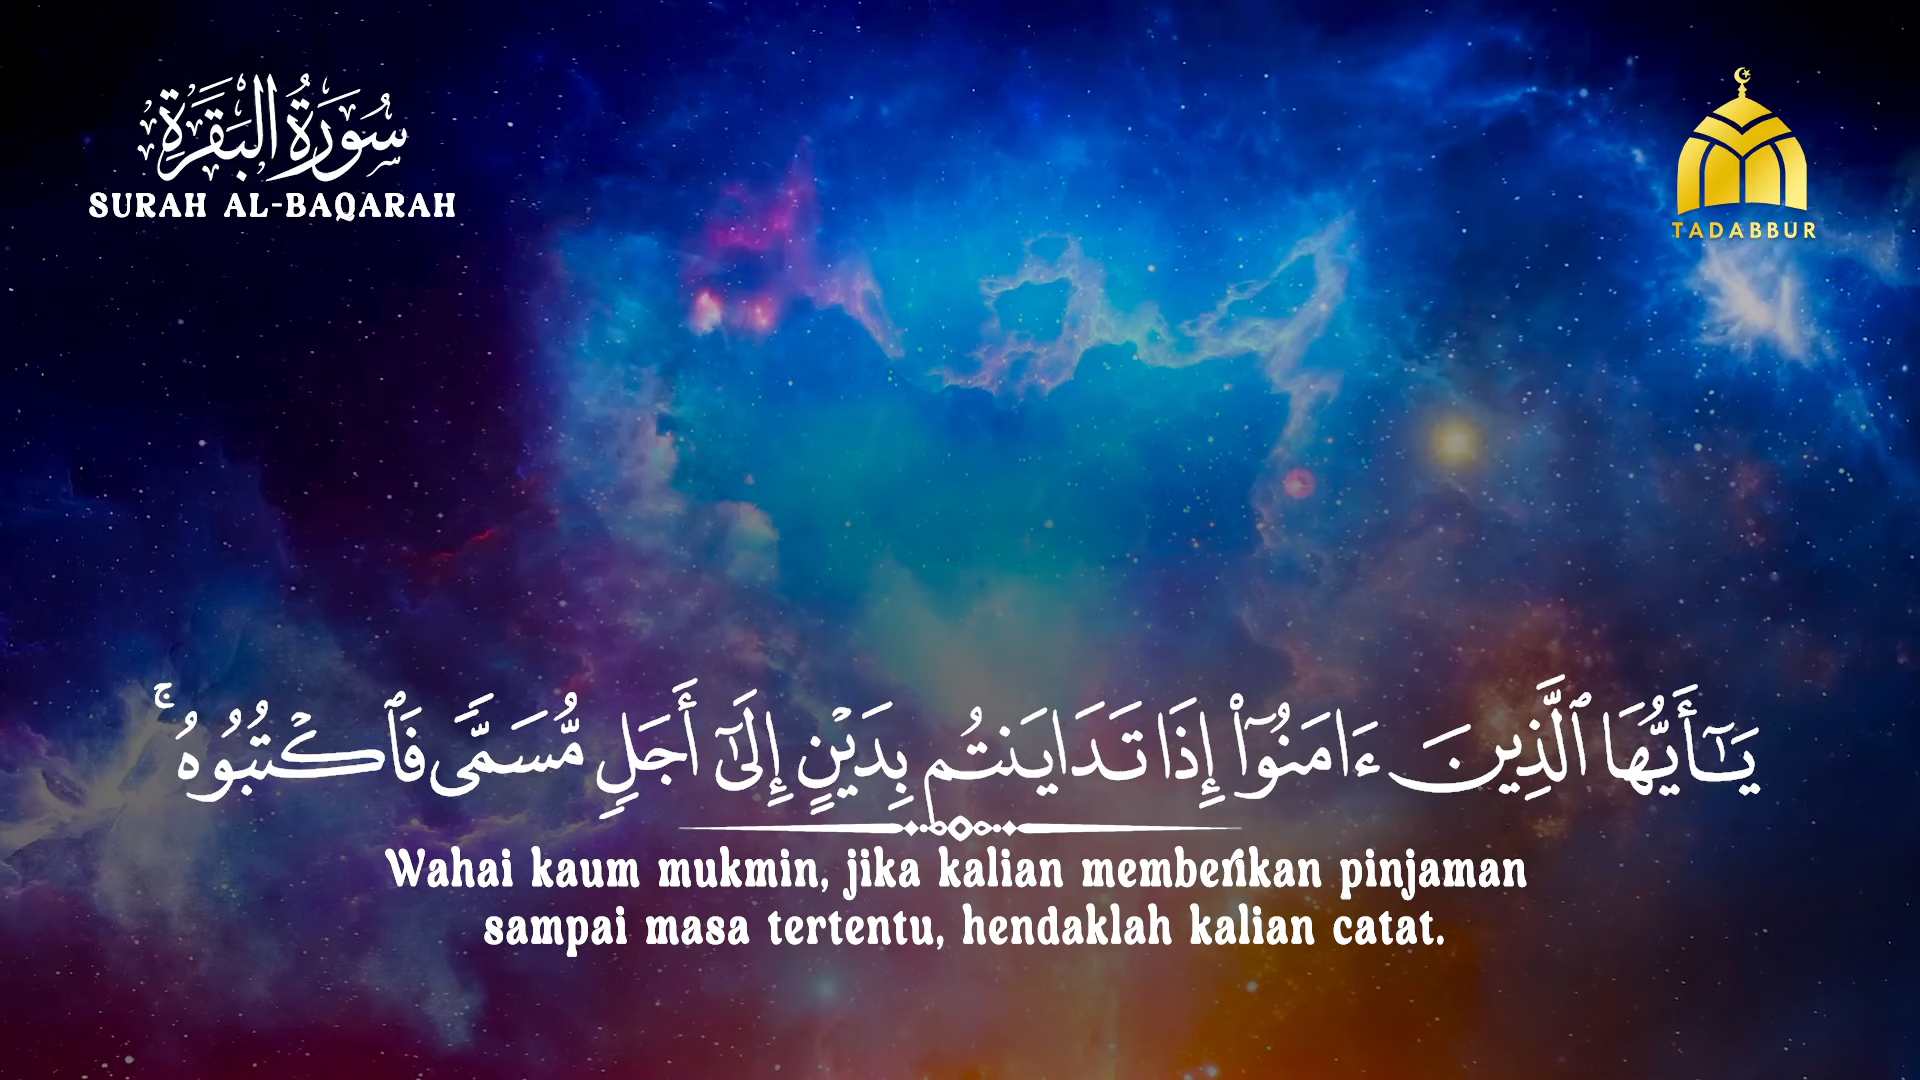 سُورَةُ البَقَرَةِ
SURAH AL-BAQARAH
TADABBUR
يَـٰٓأَيُّهَا ٱلَّذِينَ ءَامَنُوٓا۟ إِذَا تَدَايَنتُم بِدَيْنٍ إِلَىٰٓ أَجَلٍ مُّسَمًّى فَٱكْتُبُوهُ ۚ
Wahai kaum mukmin, jika kalian memberikan pinjaman
sampai masa tertentu, hendaklah kalian catat.